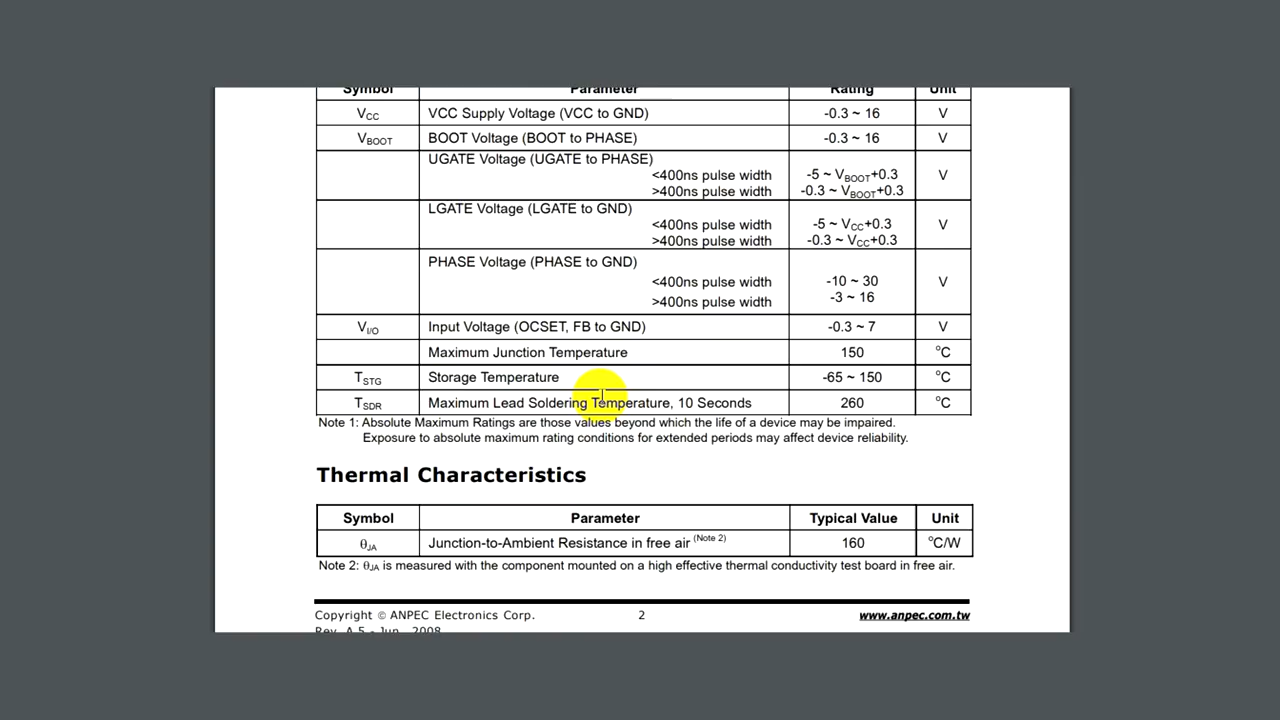 Symbol Parameter Rating Unit
VCC VCC Supply Voltage (VCC to GND) -0.3 ~ 16 V
VBOOT BOOT Voltage (BOOT to PHASE) -0.3 ~ 16 V
UGATE Voltage (UGATE to PHASE)
<400ns pulse width -5 ~ VBOOT+0.3 V
>400ns pulse width -0.3 ~ VBOOT+0.3
LGATE Voltage (LGATE to GND)
<400ns pulse width -5 ~ VCC+0.3 V
>400ns pulse width -0.3 ~ VCC+0.3
PHASE Voltage (PHASE to GND)
<400ns pulse width -10 ~ 30 V
>400ns pulse width -3 ~ 16
VI/O Input Voltage (OCSET, FB to GND) -0.3 ~ 7 V
Maximum Junction Temperature 150 °C
TSTG Storage Temperature -65 ~ 150 °C
TSDR Maximum Lead Soldering Temperature, 10 Seconds 260 °C
Note 1: Absolute Maximum Ratings are those values beyond which the life of a device may be impaired.
Exposure to absolute maximum rating conditions for extended periods may affect device reliability.
Thermal Characteristics
Symbol Parameter Typical Value Unit
θJA Junction-to-Ambient Resistance in free air (Note 2) 160 °C/W
Note 2: θJA is measured with the component mounted on a high effective thermal conductivity test board in free air.
Copyright © ANPEC Electronics Corp. 2 www.anpec.com.tw
Rev. A.5 - Jun., 2008